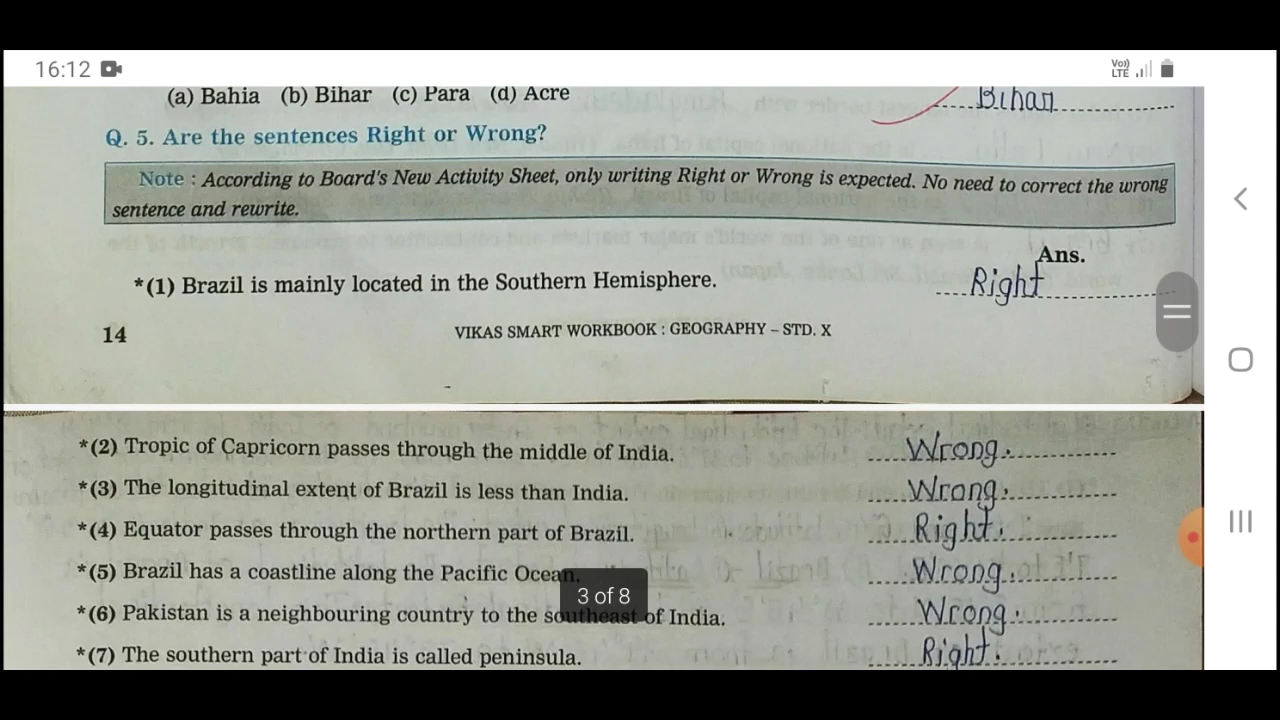 16:12
Vo)) LTE
(a) Bahia (b) Bihar (c) Para (d) Acre Bihar
Q. 5. Are the sentences Right or Wrong?
Note : According to Board's New Activity Sheet, only writing Right or Wrong is expected. No need to correct the wrong
sentence and rewrite.
Ans.
*(1) Brazil is mainly located in the Southern Hemisphere. Right
14 VIKAS SMART WORKBOOK : GEOGRAPHY – STD. X
*(2) Tropic of Capricorn passes through the middle of India. Wrong.
*(3) The longitudinal extent of Brazil is less than India. Wrong.
*(4) Equator passes through the northern part of Brazil. Right.
*(5) Brazil has a coastline along the Pacific Ocean. Wrong.
3 of 8
*(6) Pakistan is a neighbouring country to the southeast of India. Wrong.
*(7) The southern part of India is called peninsula. Right.